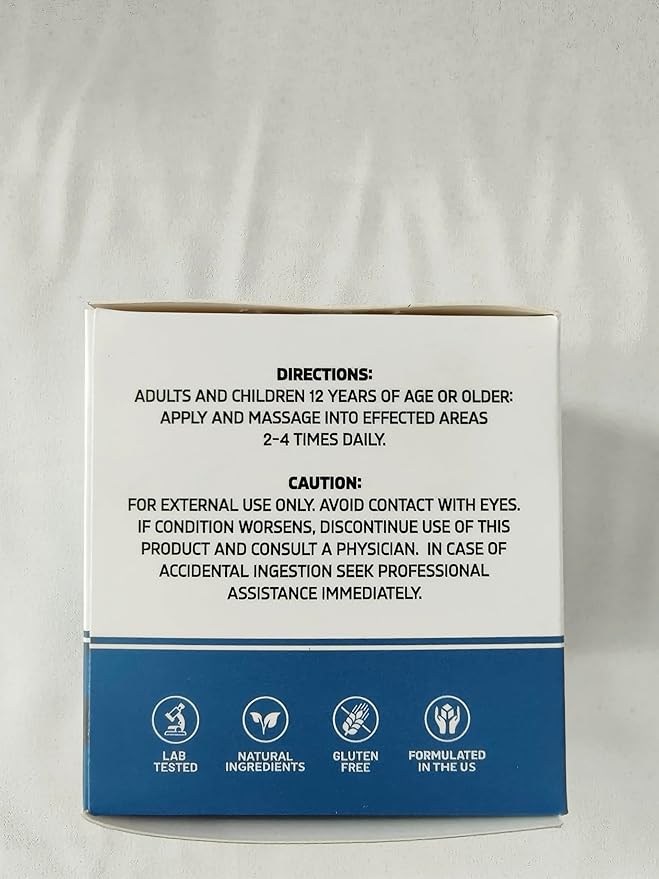 DIRECTIONS:
ADULTS AND CHILDREN 12 YEARS OF AGE OR OLDER:
APPLY AND MASSAGE INTO EFFECTED AREAS
2-4 TIMES DAILY.
CAUTION:
FOR EXTERNAL USE ONLY. AVOID CONTACT WITH EYES.
IF CONDITION WORSENS, DISCONTINUE USE OF THIS
PRODUCT AND CONSULT A PHYSICIAN. IN CASE OF
ACCIDENTAL INGESTION SEEK PROFESSIONAL
ASSISTANCE IMMEDIATELY.
LAB
TESTED
NATURAL
INGREDIENTS
GLUTEN
FREE
FORMULATED
IN THE US